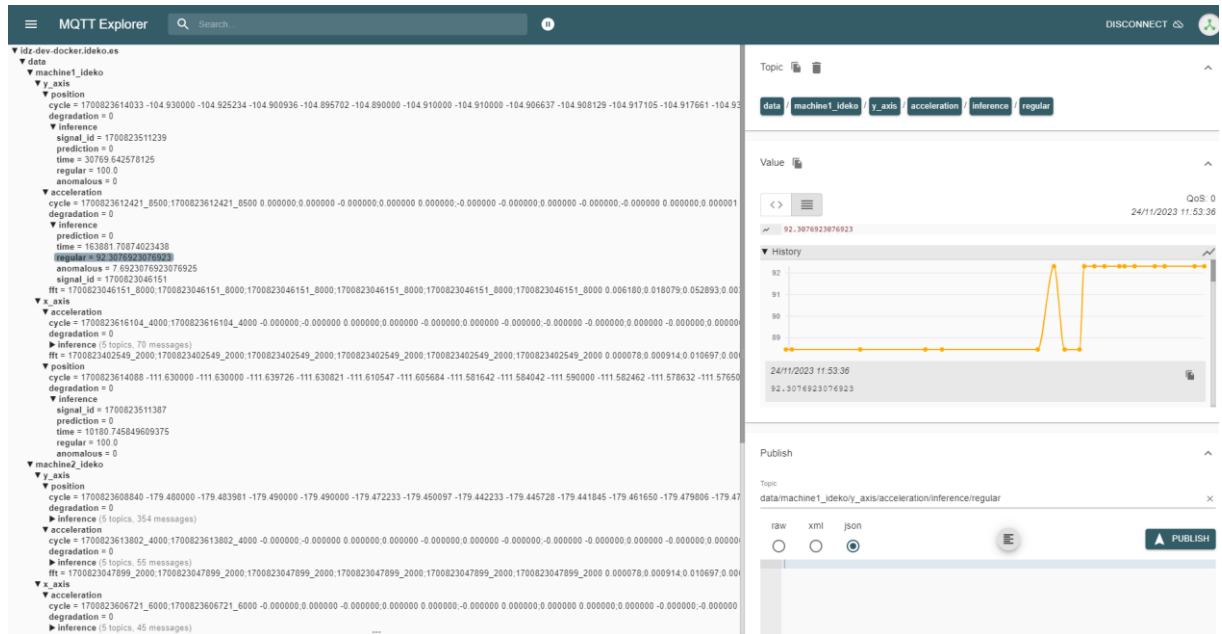 MQTT Explorer
Search...
DISCONNECT
▼ idz-dev-docker.ideko.es
▼ data
▼ machine1_ideko
▼ y_axis
▼ position
cycle = 1700823614033 -104.930000 -104.925234 -104.900936 -104.895702 -104.890000 -104.910000 -104.910000 -104.906637 -104.908129 -104.917105 -104.917661 -104.93
degradation = 0
▼ inference
signal_id = 1700823511239
prediction = 0
time = 30769.642578125
regular = 100.0
anomalous = 0
▼ acceleration
cycle = 1700823612421_8500;1700823612421_8500 0.000000;0.000000 -0.000000;0.000000 0.000000;-0.000000 -0.000000;0.000000 -0.000000;-0.000000 0.000000;0.000001
degradation = 0
▼ inference
prediction = 0
time = 163881.70874023438
regular = 92.3076923076923
anomalous = 7.6923076923076925
signal_id = 1700823046151
fft = 1700823046151_8000;1700823046151_8000;1700823046151_8000;1700823046151_8000;1700823046151_8000;1700823046151_8000 0.006180;0.018079;0.052893;0.00
▼ x_axis
▼ acceleration
cycle = 1700823616104_4000;1700823616104_4000 -0.000000;-0.000000 0.000000;0.000000 -0.000000;0.000000 -0.000000;-0.000000 -0.000000;-0.000000 0.000000;0.00000
degradation = 0
▶ inference (5 topics, 70 messages)
fft = 1700823402549_2000;1700823402549_2000;1700823402549_2000;1700823402549_2000;1700823402549_2000 0.000078;0.000914;0.010697;0.00
▼ position
cycle = 1700823614088 -111.630000 -111.630000 -111.639726 -111.630821 -111.610547 -111.605684 -111.581642 -111.584042 -111.590000 -111.582462 -111.578632 -111.57650
degradation = 0
▼ inference
signal_id = 1700823511387
prediction = 0
time = 10180.745849609375
regular = 100.0
anomalous = 0
▼ machine2_ideko
▼ y_axis
▼ position
cycle = 1700823608840 -179.480000 -179.483981 -179.490000 -179.490000 -179.472233 -179.450097 -179.442233 -179.445728 -179.441845 -179.461650 -179.479806 -179.47
degradation = 0
▶ inference (5 topics, 354 messages)
▼ acceleration
cycle = 1700823613802_4000;1700823613802_4000 -0.000000;-0.000000 0.000000;0.000000 -0.000000;0.000000 -0.000000;-0.000000 -0.000000;-0.000000 0.000000;0.00000
degradation = 0
▶ inference (5 topics, 55 messages)
fft = 1700823047899_2000;1700823047899_2000;1700823047899_2000;1700823047899_2000;1700823047899_2000 0.000078;0.000914;0.010697;0.00
▼ x_axis
▼ acceleration
cycle = 1700823606721_6000;1700823606721_6000 -0.000000;0.000000 -0.000000;0.000000 0.000000;-0.000000 0.000000;0.000000 0.000000;-0.000000 -0.000000;-0.000000
degradation = 0
▶ inference (5 topics, 45 messages)
Topic
data / machine1_ideko / y_axis / acceleration / inference / regular
Value
QoS: 0
24/11/2023 11:53:36
92.3076923076923
▼ History
92
91
90
89
24/11/2023 11:53:36
92.3076923076923
Publish
Topic
data/machine1_ideko/y_axis/acceleration/inference/regular
raw xml json
PUBLISH